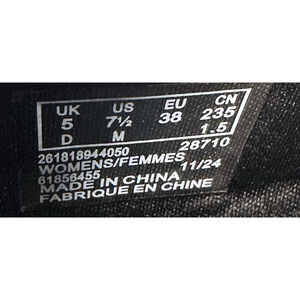 UK US EU CN
5 7½ 38 235
D M 1.5
261818944050 28710
WOMENS/FEMMES
61856455 11/24
MADE IN CHINA
FABRIQUE EN CHINE